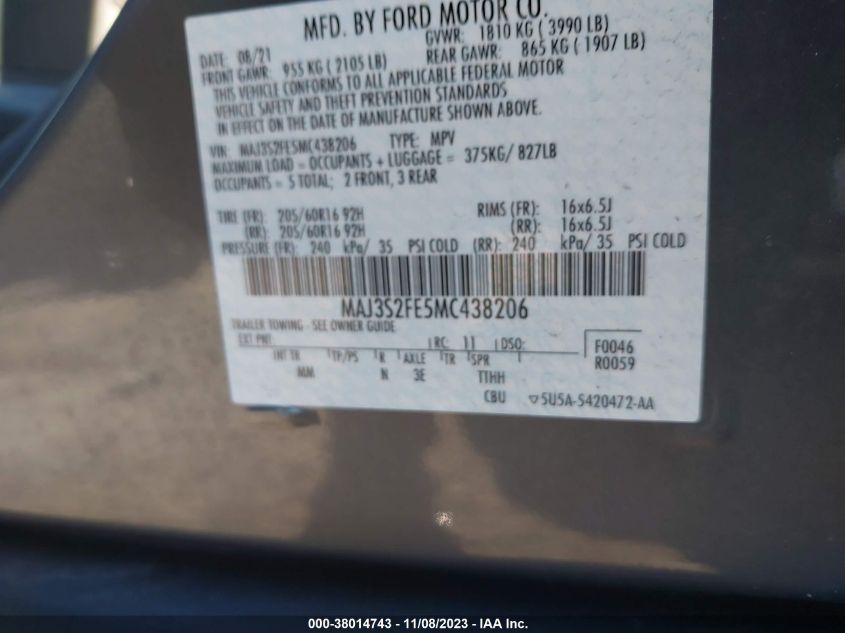 MFD. BY FORD MOTOR CO.
DATE: 08/21 GVWR: 1810 KG ( 3990 LB)
FRONT GAWR: 955 KG ( 2105 LB) REAR GAWR: 865 KG ( 1907 LB)
THIS VEHICLE CONFORMS TO ALL APPLICABLE FEDERAL MOTOR
VEHICLE SAFETY AND THEFT PREVENTION STANDARDS
IN EFFECT ON THE DATE OF MANUFACTURE SHOWN ABOVE.
VIN: MAJ3S2FE5MC438206 TYPE: MPV
MAXIMUM LOAD = OCCUPANTS + LUGGAGE = 375KG/ 827LB
OCCUPANTS = 5 TOTAL; 2 FRONT, 3 REAR
TIRE (FR): 205/60R16 92H RIMS (FR): 16x6.5J
(RR): 205/60R16 92H (RR): 16x6.5J
PRESSURE (FR): 240 kPa/ 35 PSI COLD (RR): 240 kPa/ 35 PSI COLD
MAJ3S2FE5MC438206
TRAILER TOWING - SEE OWNER GUIDE
EXT PNT: RC: 11 DSO: F0046
INT TR TP/PS R AXLE TR SPR R0059
MM N 3E TTHH
CBU ▽5U5A-5420472-AA
000-38014743 - 11/08/2023 - IAA Inc.